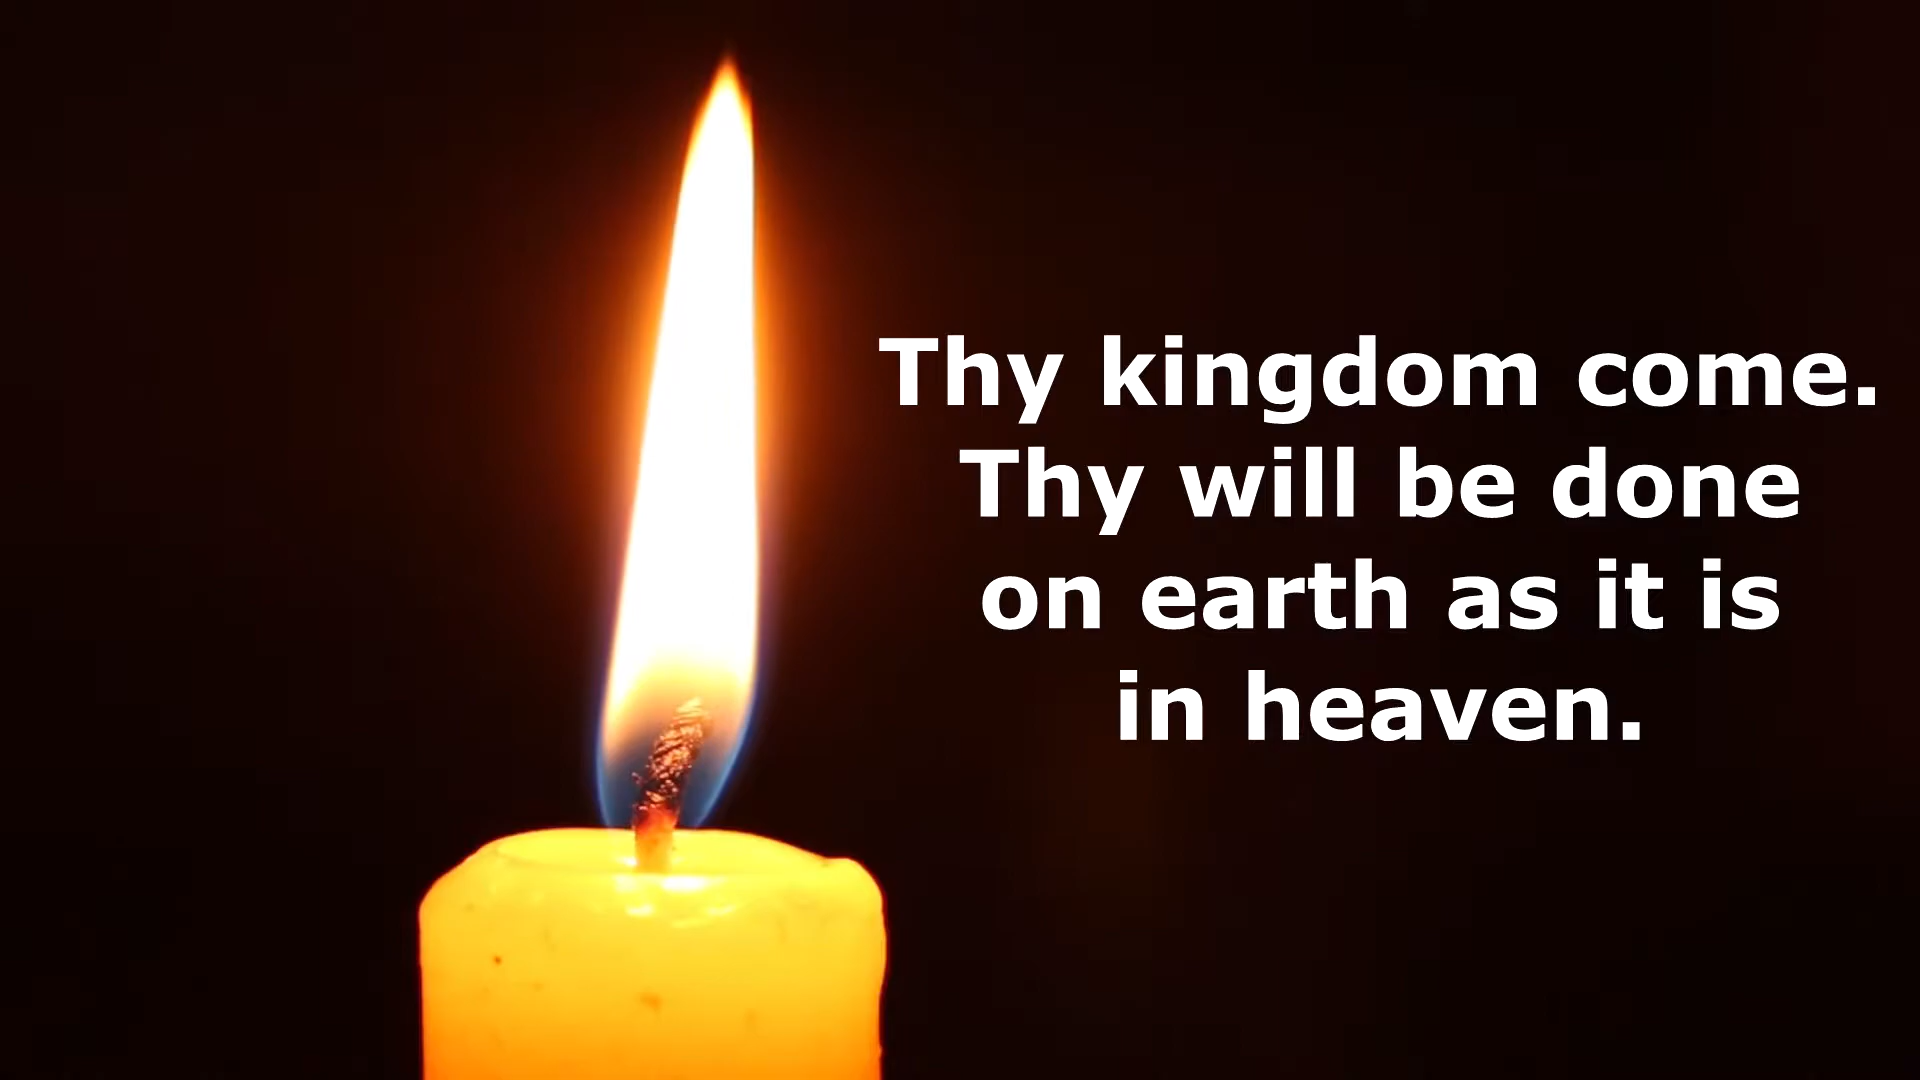 Thy kingdom come.
Thy will be done
on earth as it is
in heaven.